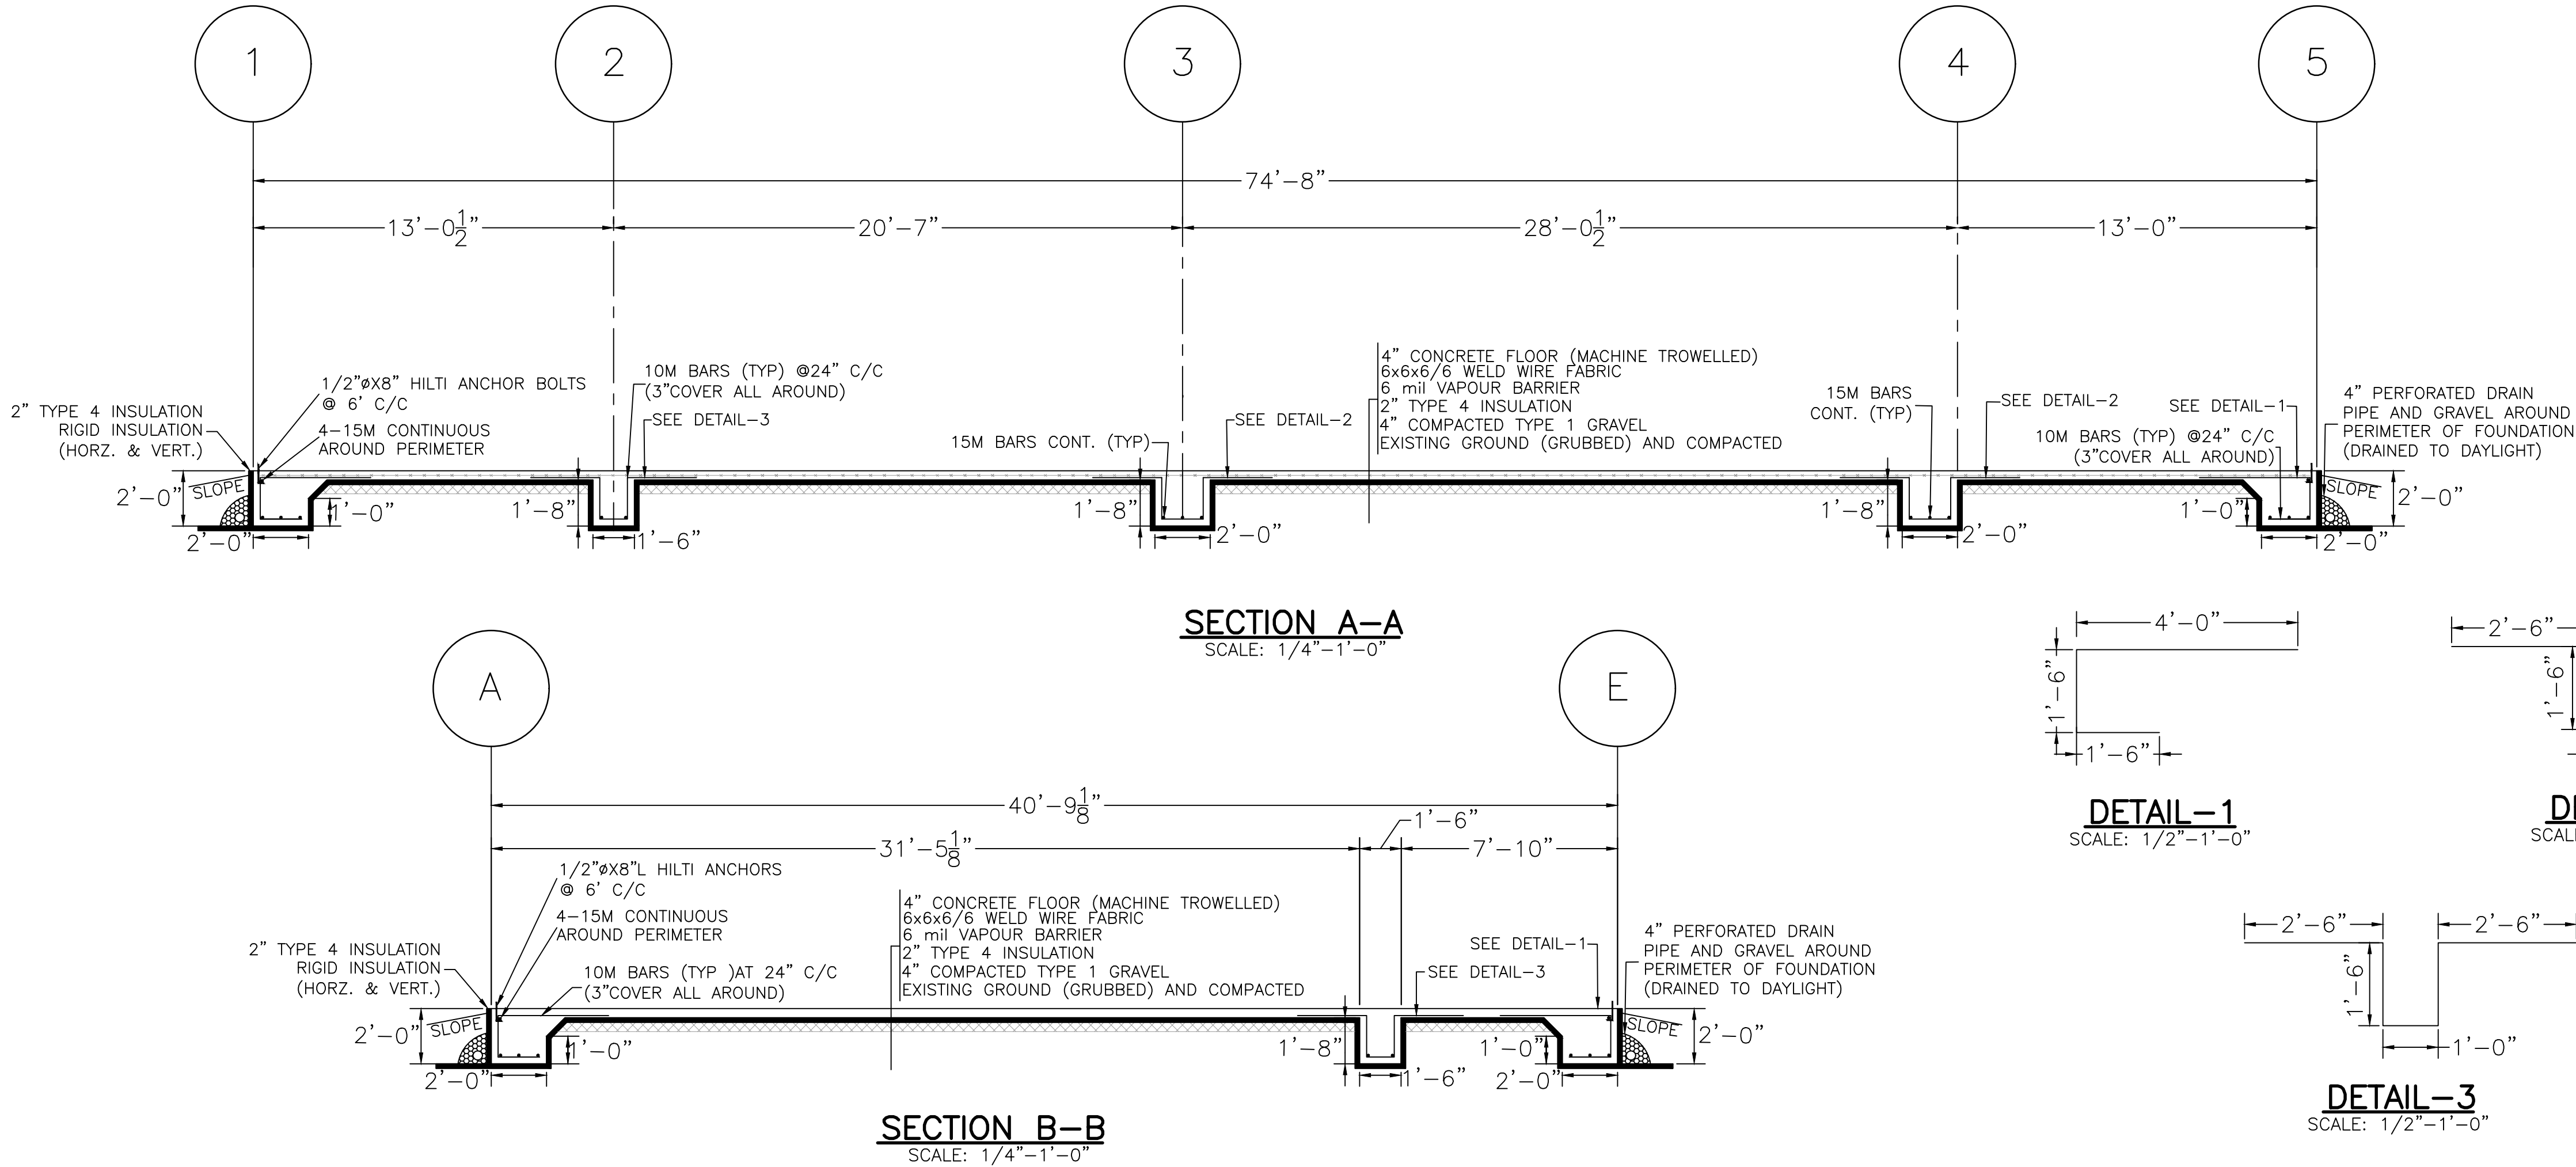 1
2
3
4
5
74'-8"
13'-0 1/2"
20'-7"
28'-0 1/2"
13'-0"
2" TYPE 4 INSULATION
RIGID INSULATION
(HORZ. & VERT.)
1/2"øX8" HILTI ANCHOR BOLTS
@ 6' C/C
4-15M CONTINUOUS
AROUND PERIMETER
10M BARS (TYP) @24" C/C
(3"COVER ALL AROUND)
SEE DETAIL-3
15M BARS CONT. (TYP)
SEE DETAIL-2
4" CONCRETE FLOOR (MACHINE TROWELLED)
6x6x6/6 WELD WIRE FABRIC
6 mil VAPOUR BARRIER
2" TYPE 4 INSULATION
4" COMPACTED TYPE 1 GRAVEL
EXISTING GROUND (GRUBBED) AND COMPACTED
15M BARS
CONT. (TYP)
SEE DETAIL-2
SEE DETAIL-1
10M BARS (TYP) @24" C/C
(3"COVER ALL AROUND)
4" PERFORATED DRAIN
PIPE AND GRAVEL AROUND
PERIMETER OF FOUNDATION
(DRAINED TO DAYLIGHT)
2'-0"
SLOPE
1'-0"
2'-0"
1'-8"
1'-6"
1'-8"
2'-0"
1'-8"
2'-0"
1'-0"
SLOPE
2'-0"
2'-0"
SECTION A-A
SCALE: 1/4"-1'-0"
A
E
40'-9 1/8"
31'-5 1/8"
1'-6"
7'-10"
1/2"øX8"L HILTI ANCHORS
@ 6' C/C
4-15M CONTINUOUS
AROUND PERIMETER
2" TYPE 4 INSULATION
RIGID INSULATION
(HORZ. & VERT.)
10M BARS (TYP )AT 24" C/C
(3"COVER ALL AROUND)
4" CONCRETE FLOOR (MACHINE TROWELLED)
6x6x6/6 WELD WIRE FABRIC
6 mil VAPOUR BARRIER
2" TYPE 4 INSULATION
4" COMPACTED TYPE 1 GRAVEL
EXISTING GROUND (GRUBBED) AND COMPACTED
SEE DETAIL-1
SEE DETAIL-3
4" PERFORATED DRAIN
PIPE AND GRAVEL AROUND
PERIMETER OF FOUNDATION
(DRAINED TO DAYLIGHT)
2'-0"
SLOPE
1'-0"
2'-0"
1'-8"
1'-6"
1'-0"
2'-0"
SLOPE
2'-0"
SECTION B-B
SCALE: 1/4"-1'-0"
4'-0"
1'-6"
1'-6"
DETAIL-1
SCALE: 1/2"-1'-0"
2'-6"
1'-6"
2'-6"
2'-6"
1'-6"
1'-0"
DETAIL-3
SCALE: 1/2"-1'-0"